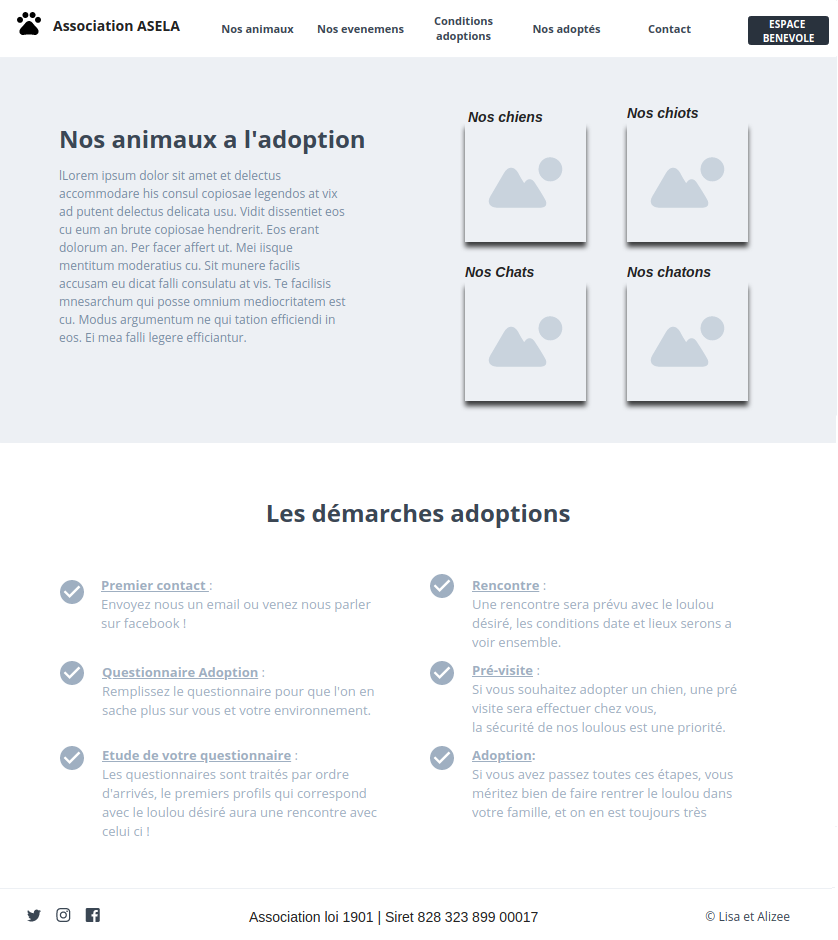 Association ASELA
Nos animaux
Nos evenemens
Conditions
adoptions
Nos adoptés
Contact
ESPACE
BENEVOLE
Nos animaux a l'adoption
lLorem ipsum dolor sit amet et delectus
accommodare his consul copiosae legendos at vix
ad putent delectus delicata usu. Vidit dissentiet eos
cu eum an brute copiosae hendrerit. Eos erant
dolorum an. Per facer affert ut. Mei iisque
mentitum moderatius cu. Sit munere facilis
accusam eu dicat falli consulatu at vis. Te facilisis
mnesarchum qui posse omnium mediocritatem est
cu. Modus argumentum ne qui tation efficiendi in
eos. Ei mea falli legere efficiantur.
Nos chiens
Nos chiots
Nos Chats
Nos chatons
Les démarches adoptions
Premier contact :
Envoyez nous un email ou venez nous parler
sur facebook !
Questionnaire Adoption :
Remplissez le questionnaire pour que l'on en
sache plus sur vous et votre environnement.
Etude de votre questionnaire :
Les questionnaires sont traités par ordre
d'arrivés, le premiers profils qui correspond
avec le loulou désiré aura une rencontre avec
celui ci !
Rencontre :
Une rencontre sera prévu avec le loulou
désiré, les conditions date et lieux serons a
voir ensemble.
Pré-visite :
Si vous souhaitez adopter un chien, une pré
visite sera effectuer chez vous,
la sécurité de nos loulous est une priorité.
Adoption:
Si vous avez passez toutes ces étapes, vous
méritez bien de faire rentrer le loulou dans
votre famille, et on en est toujours très
Association loi 1901 | Siret 828 323 899 00017
© Lisa et Alizee